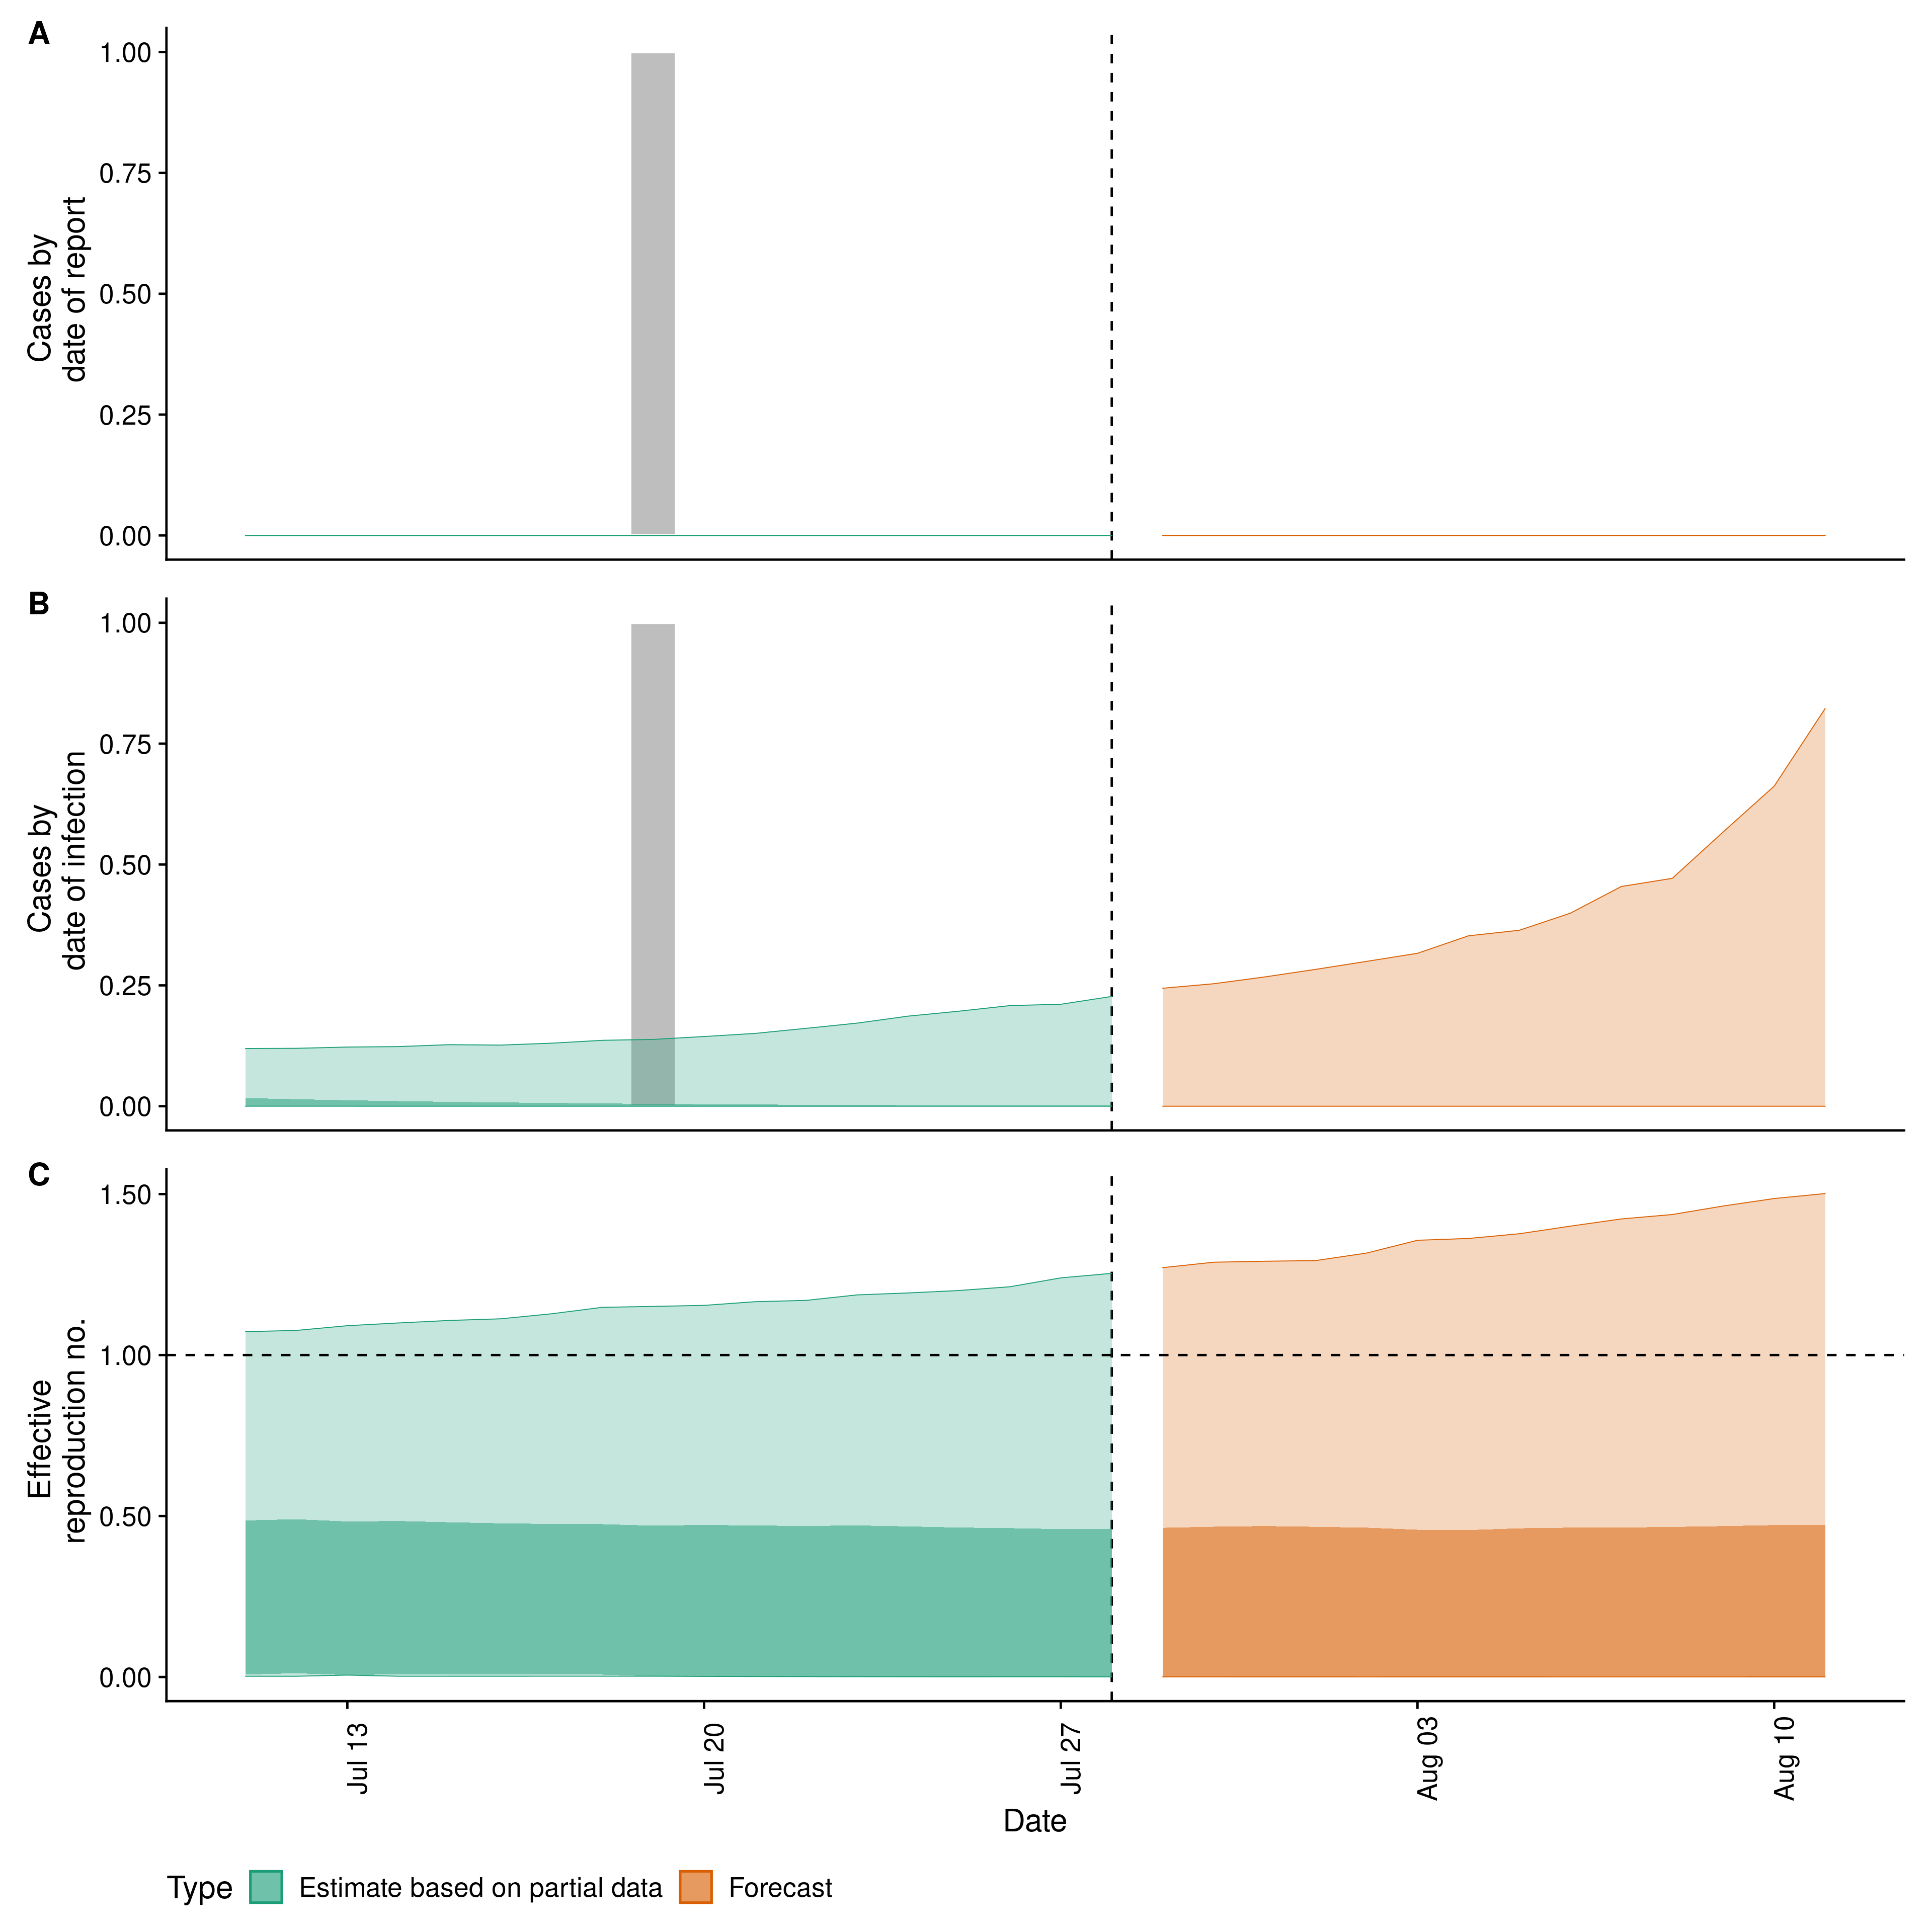 A
1.00
0.75
0.50
0.25
0.00
Cases by
date of report
B
1.00
0.75
0.50
0.25
0.00
Cases by
date of infection
C
1.50
1.00
0.50
0.00
Effective
reproduction no.
Jul 13
Jul 20
Jul 27
Aug 03
Aug 10
Date
Type
Estimate based on partial data
Forecast